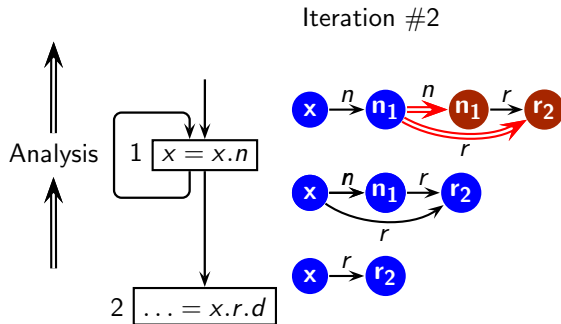 Iteration #2
Analysis
1 x = x.n
2 ... = x.r.d
n n r
x n₁ n₁ r₂
r
n r
x n₁ r₂
r
r
x r₂